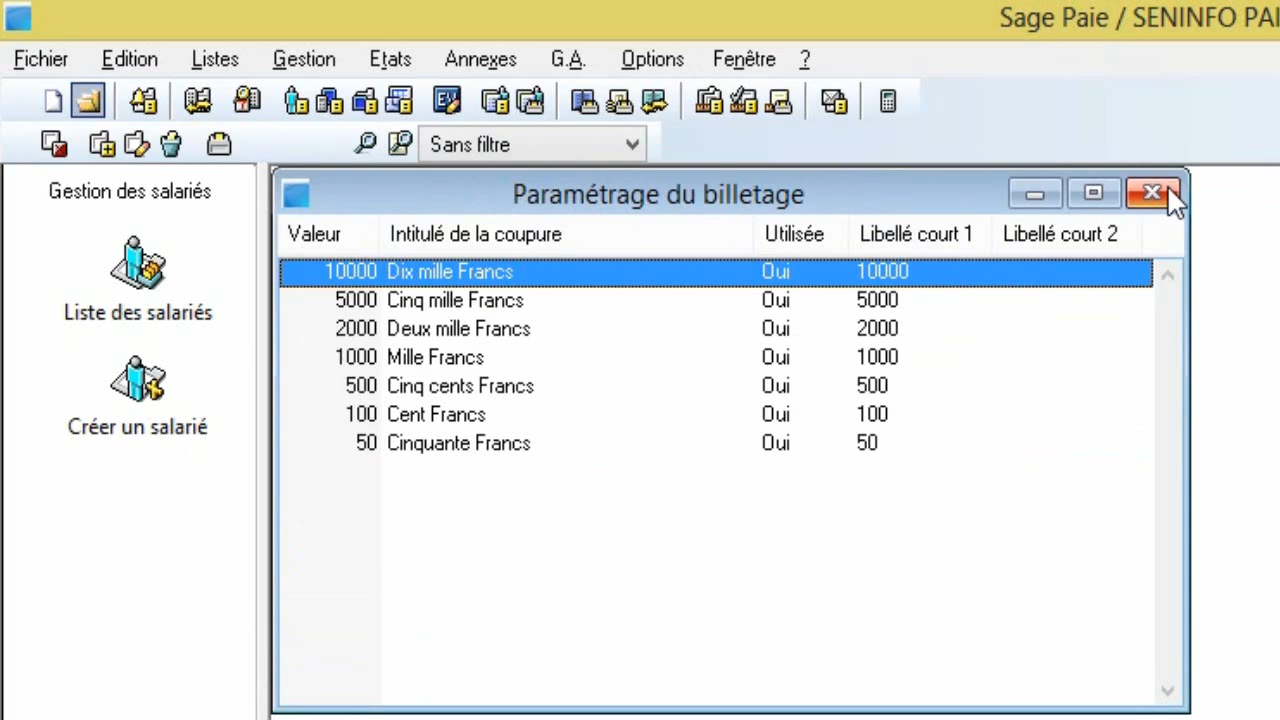 Sage Paie / SENINFO PAI
Fichier Edition Listes Gestion Etats Annexes G.A. Options Fenêtre ?
Sans filtre
Gestion des salariés
Liste des salariés
Créer un salarié
Paramétrage du billetage
Valeur Intitulé de la coupure Utilisée Libellé court 1 Libellé court 2
10000 Dix mille Francs Oui 10000
5000 Cinq mille Francs Oui 5000
2000 Deux mille Francs Oui 2000
1000 Mille Francs Oui 1000
500 Cinq cents Francs Oui 500
100 Cent Francs Oui 100
50 Cinquante Francs Oui 50